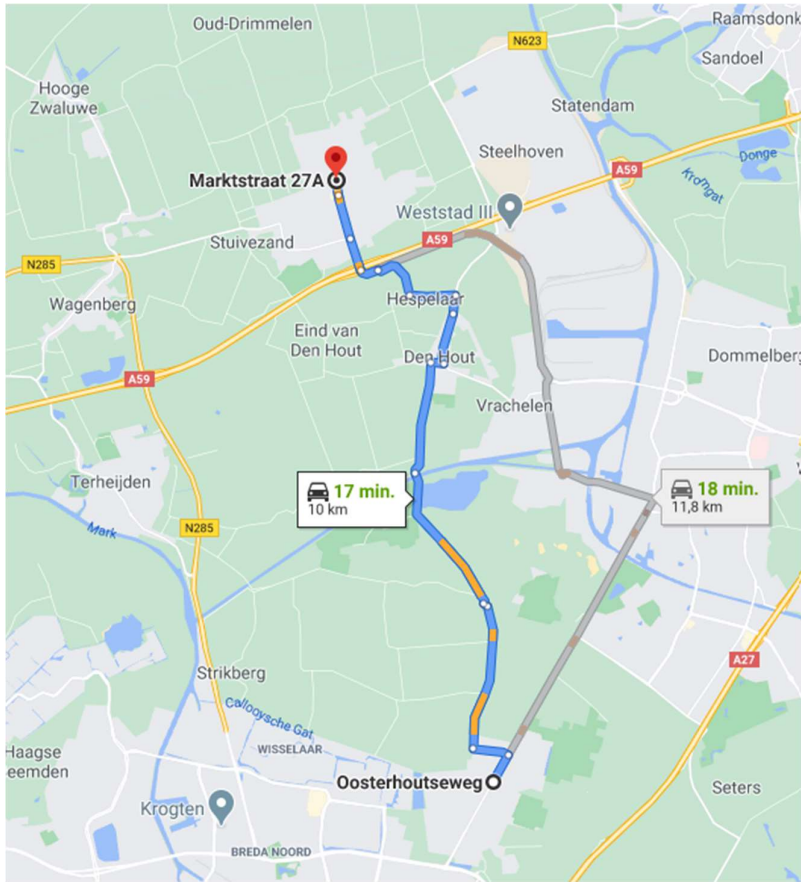 Oud-Drimmelen
N623
Raamsdonk
Sandoel
Hooge
Zwaluwe
Statendam
Steelhoven
Donge
A59
Marktstraat 27A
Weststad III
A59
Stuivezand
N285
Wagenberg
Hespelaar
Eind van
Den Hout
Den Hout
Dommelberg
A59
Vrachelen
Terheijden
17 min.
10 km
18 min.
11,8 km
Mark
N285
A27
Strikberg
Callooysche Gat
WISSELAAR
Haagse
Beemden
Oosterhoutseweg
Seters
Krogten
BREDA NOORD